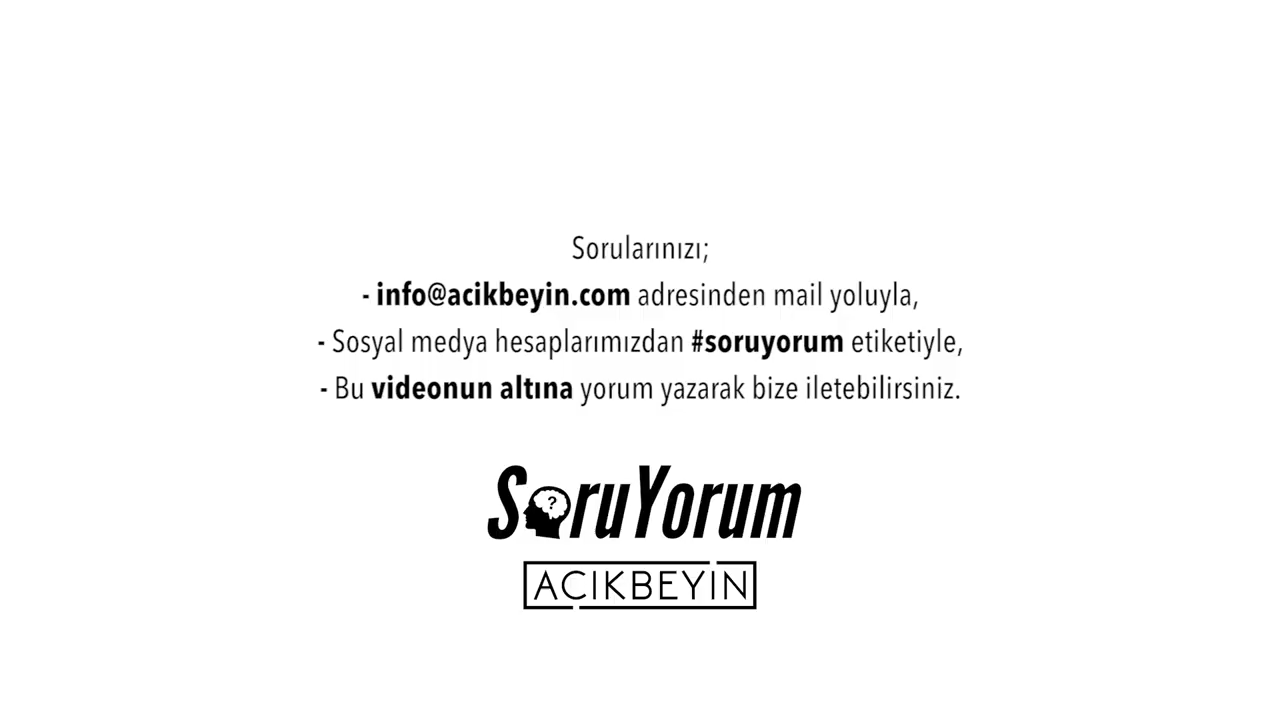 Sorularınızı;
- info@acikbeyin.com adresinden mail yoluyla,
- Sosyal medya hesaplarımızdan #soruyorum etiketiyle,
- Bu videonun altına yorum yazarak bize iletebilirsiniz.
SoruYorum
AÇIKBEYİN